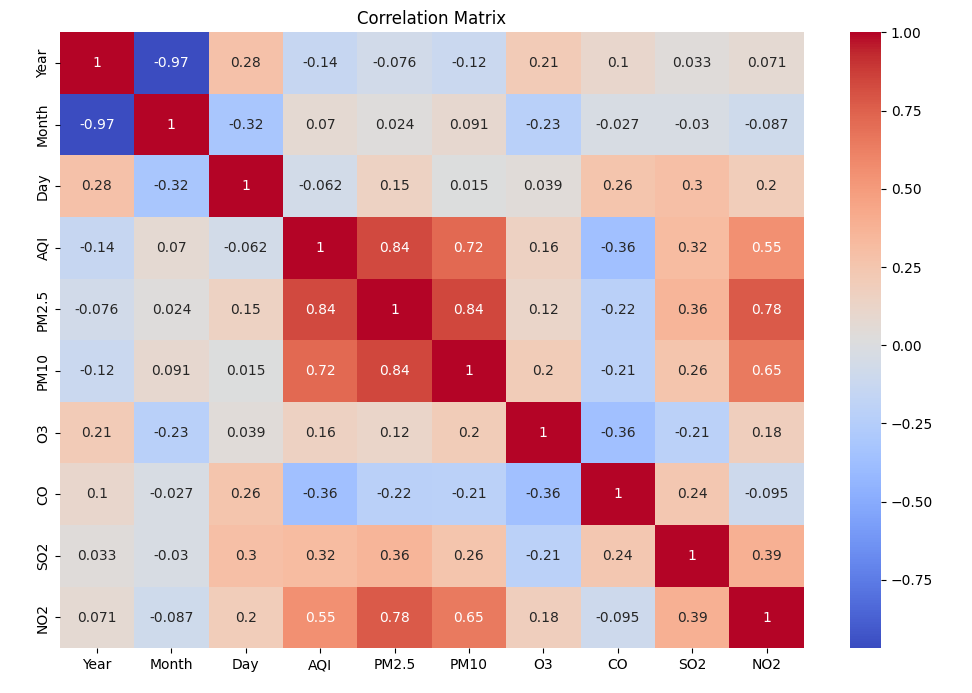 Correlation Matrix
Year 1 -0.97 0.28 -0.14 -0.076 -0.12 0.21 0.1 0.033 0.071
Month -0.97 1 -0.32 0.07 0.024 0.091 -0.23 -0.027 -0.03 -0.087
Day 0.28 -0.32 1 -0.062 0.15 0.015 0.039 0.26 0.3 0.2
AQI -0.14 0.07 -0.062 1 0.84 0.72 0.16 -0.36 0.32 0.55
PM2.5 -0.076 0.024 0.15 0.84 1 0.84 0.12 -0.22 0.36 0.78
PM10 -0.12 0.091 0.015 0.72 0.84 1 0.2 -0.21 0.26 0.65
O3 0.21 -0.23 0.039 0.16 0.12 0.2 1 -0.36 -0.21 0.18
CO 0.1 -0.027 0.26 -0.36 -0.22 -0.21 -0.36 1 0.24 -0.095
SO2 0.033 -0.03 0.3 0.32 0.36 0.26 -0.21 0.24 1 0.39
NO2 0.071 -0.087 0.2 0.55 0.78 0.65 0.18 -0.095 0.39 1
Year Month Day AQI PM2.5 PM10 O3 CO SO2 NO2
1.00
0.75
0.50
0.25
0.00
−0.25
−0.50
−0.75